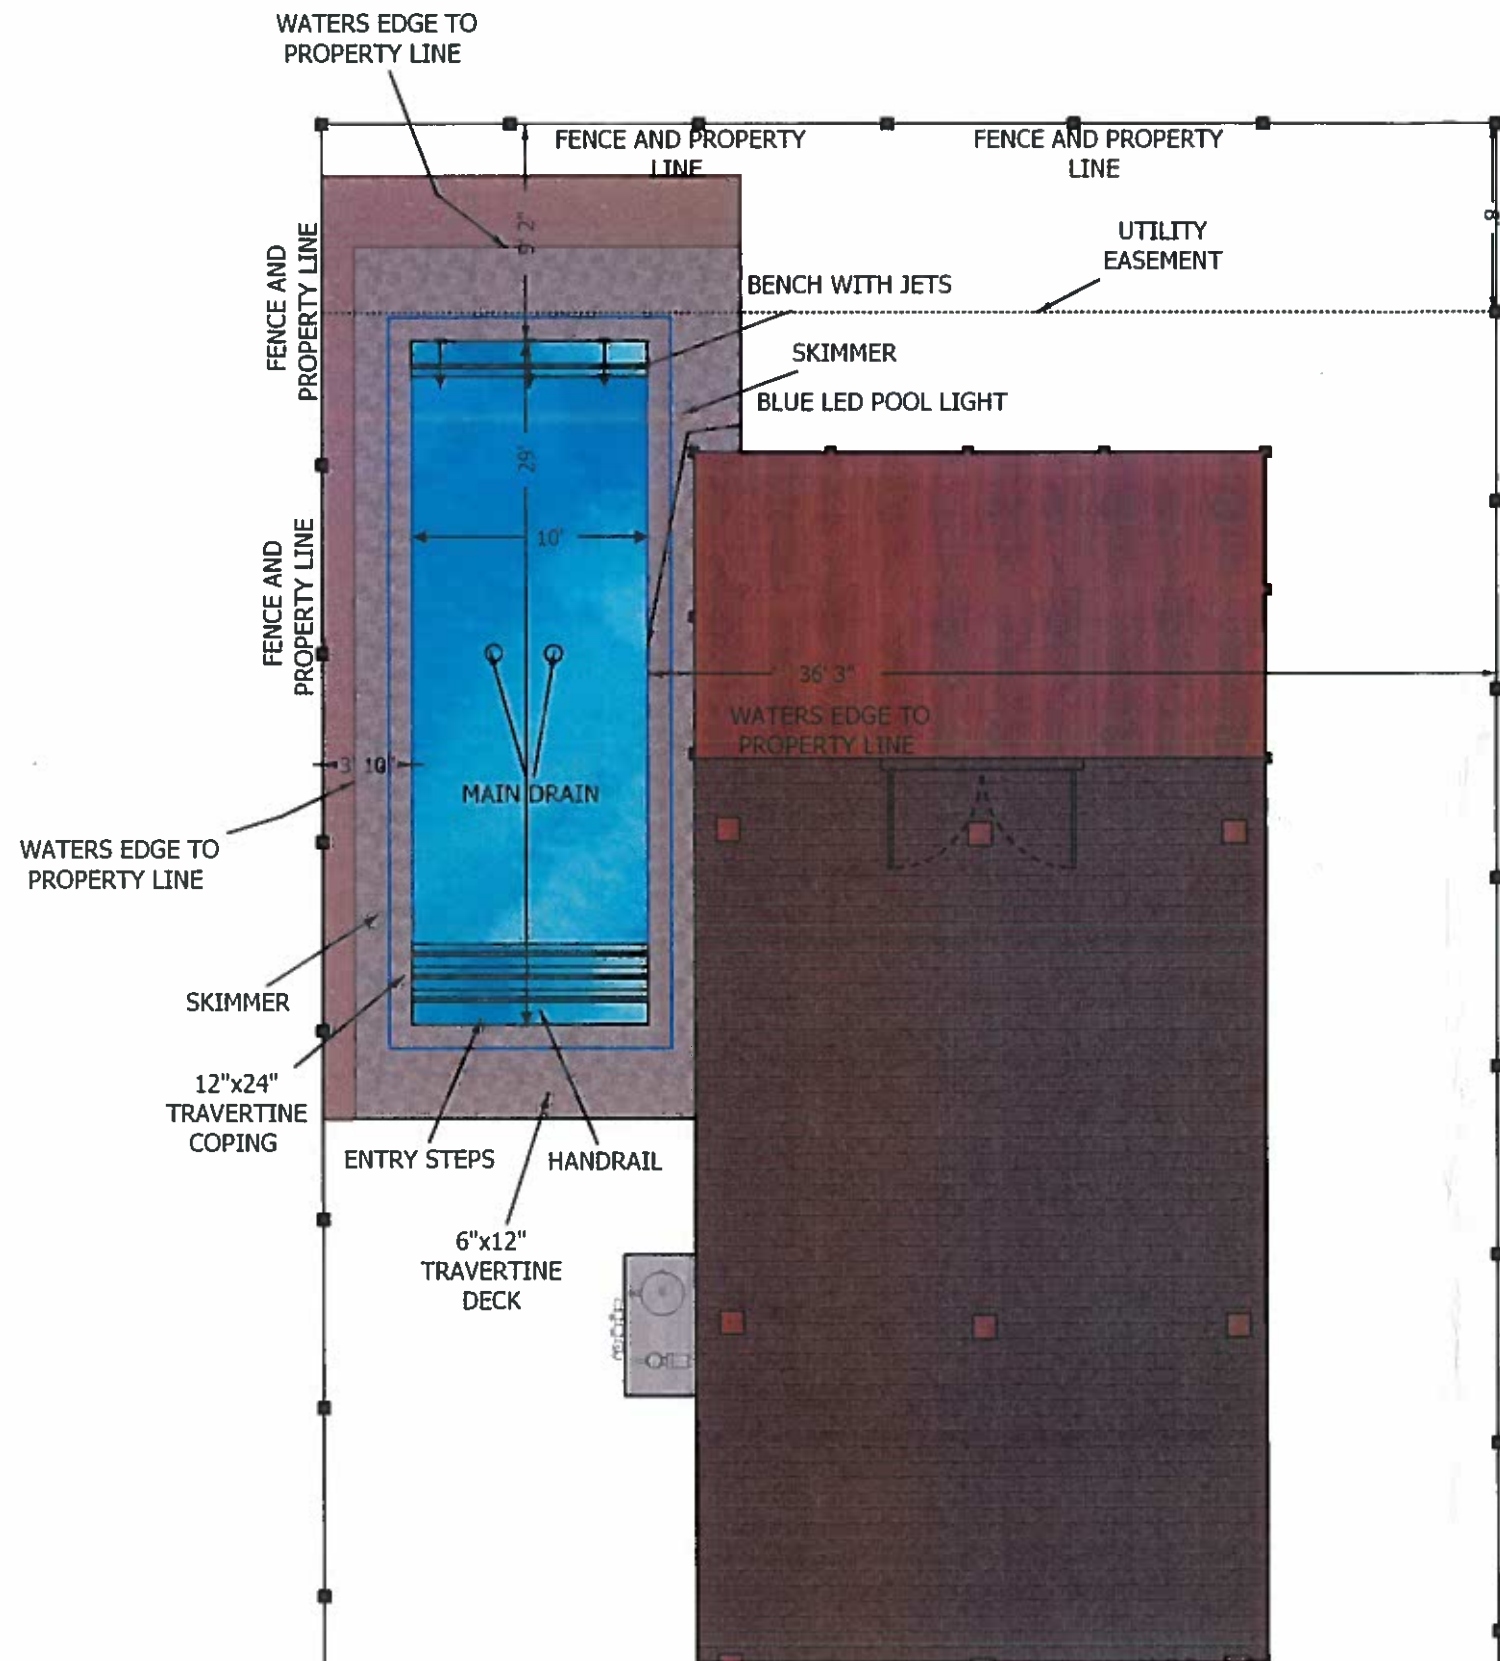 WATERS EDGE TO
PROPERTY LINE
FENCE AND PROPERTY
LINE
FENCE AND PROPERTY
LINE
9' 2"
8'
FENCE AND
PROPERTY LINE
UTILITY
EASEMENT
BENCH WITH JETS
SKIMMER
BLUE LED POOL LIGHT
29'
10'
FENCE AND
PROPERTY LINE
36' 3"
WATERS EDGE TO
PROPERTY LINE
3' 10"
MAIN DRAIN
WATERS EDGE TO
PROPERTY LINE
SKIMMER
12"x24"
TRAVERTINE
COPING
ENTRY STEPS
HANDRAIL
6"x12"
TRAVERTINE
DECK